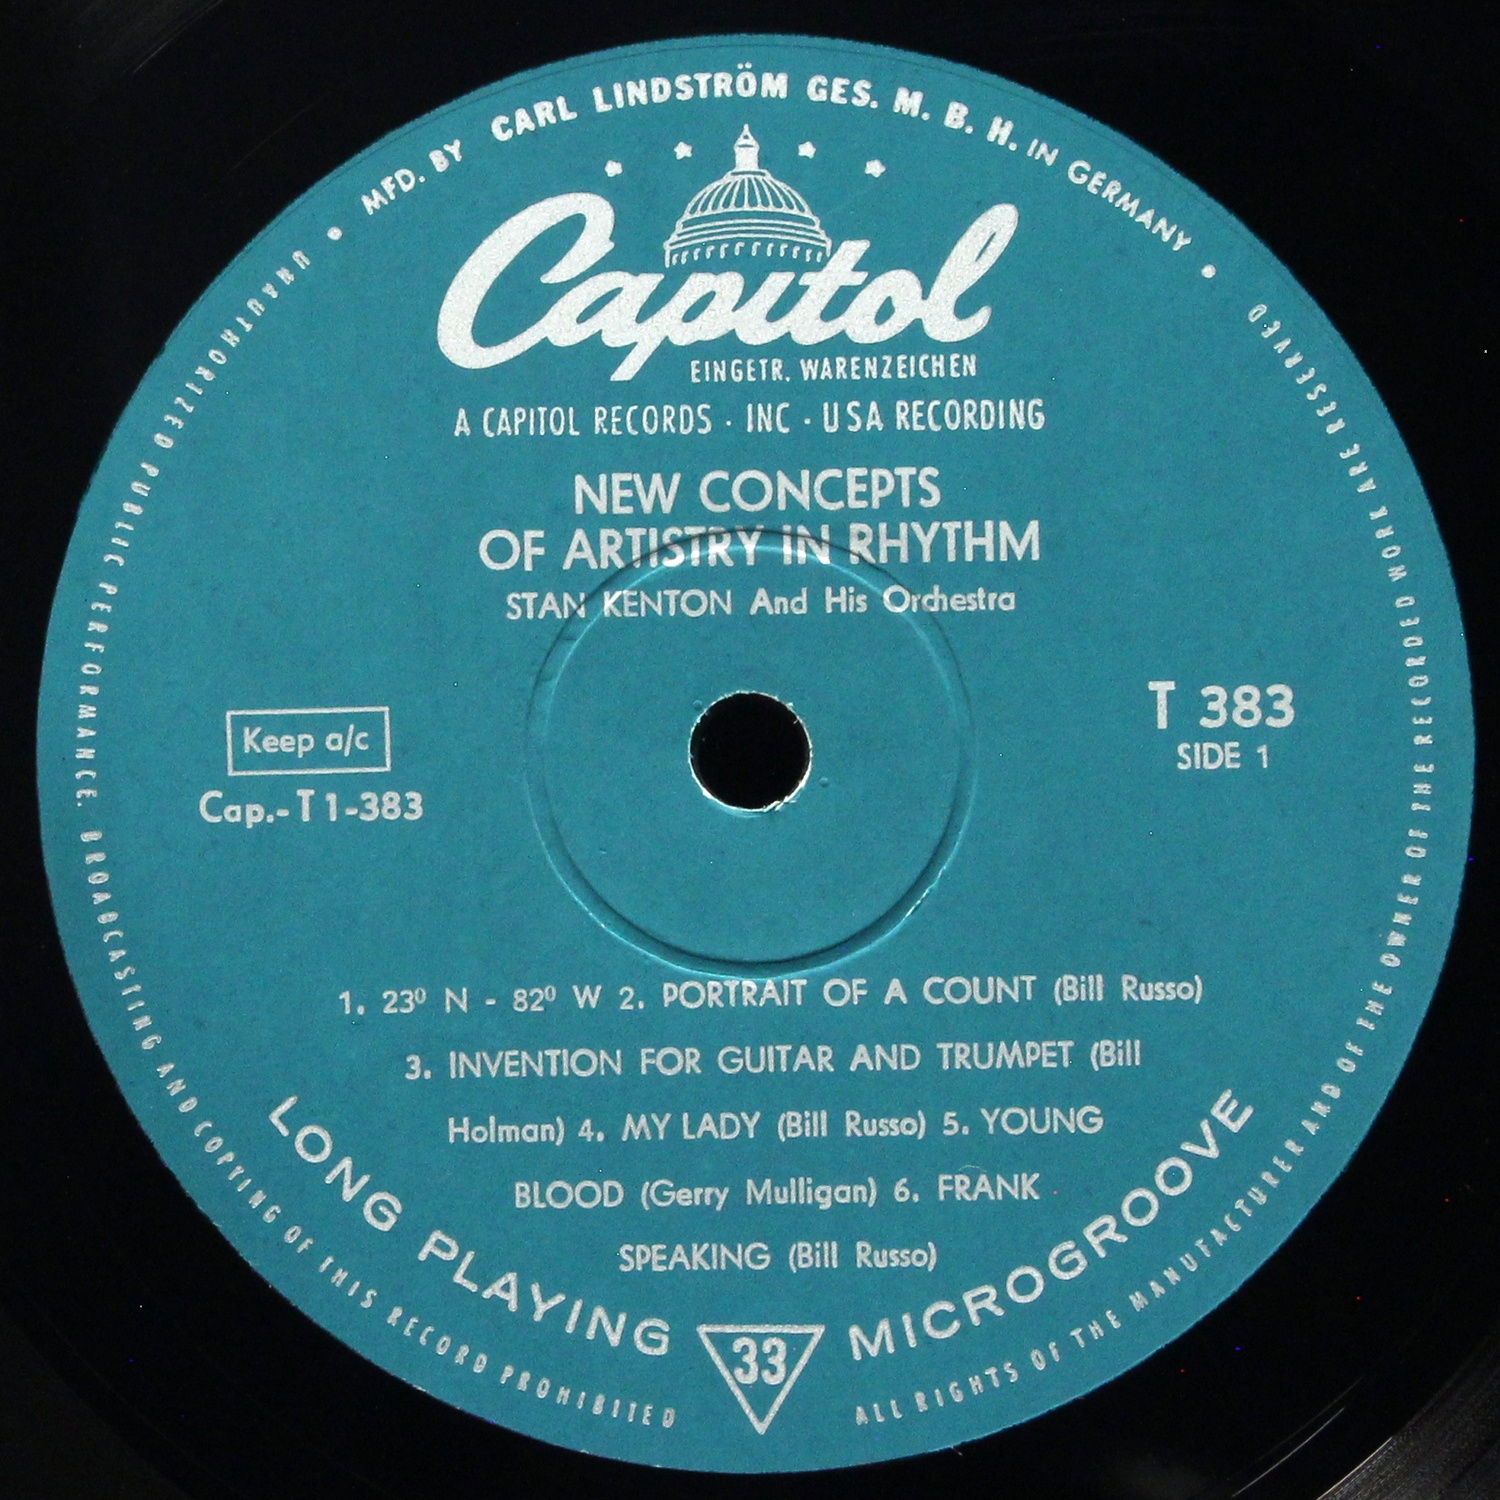 MFD. BY CARL LINDSTRÖM GES. M. B. H. IN GERMANY
Capitol
EINGETR. WARENZEICHEN
A CAPITOL RECORDS · INC · USA RECORDING
NEW CONCEPTS
OF ARTISTRY IN RHYTHM
STAN KENTON And His Orchestra
Keep a/c
Cap.-T1-383
T 383
SIDE 1
1. 23⁰ N - 82⁰ W 2. PORTRAIT OF A COUNT (Bill Russo)
3. INVENTION FOR GUITAR AND TRUMPET (Bill
Holman) 4. MY LADY (Bill Russo) 5. YOUNG
BLOOD (Gerry Mulligan) 6. FRANK
SPEAKING (Bill Russo)
LONG PLAYING 33 MICROGROOVE
ALL RIGHTS OF THE MANUFACTURER AND OF THE OWNER OF THE RECORDED WORK ARE RESERVED
UNAUTHORIZED PUBLIC PERFORMANCE. BROADCASTING AND COPYING OF THIS RECORD PROHIBITED